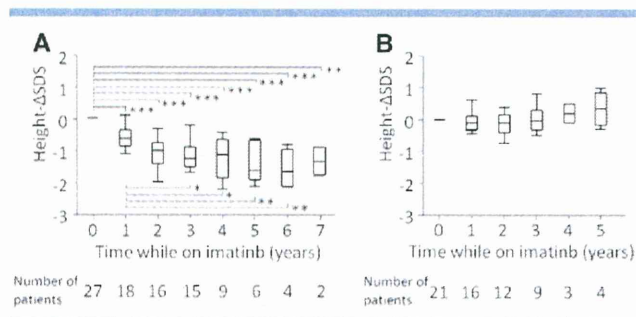 A
B
Height-ΔSDS
2
1
0
-1
-2
-3
** 
***
***
***
***
***
***
*
*
**
**
0 1 2 3 4 5 6 7
Time while on imatinb (years)
Number of patients 27 18 16 15 9 6 4 2
Height-ΔSDS
2
1
0
-1
-2
-3
0 1 2 3 4 5
Time while on imatinb (years)
Number of patients 21 16 12 9 3 4